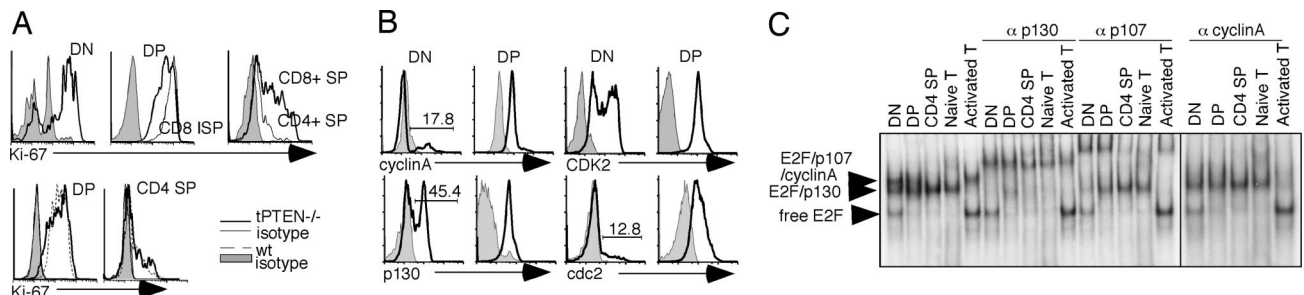 A
DN
DP
CD8+ SP
CD8 ISP
CD4+ SP
Ki-67
DP
CD4 SP
tPTEN-/-
isotype
wt
isotype
Ki-67
B
DN
DP
DN
DP
17.8
cyclinA
CDK2
45.4
12.8
p130
cdc2
C
α p130
α p107
α cyclinA
DN
DP
CD4 SP
Naive T
Activated T
DN
DP
CD4 SP
Naive T
Activated T
DN
DP
CD4 SP
Naive T
Activated T
DN
DP
CD4 SP
Naive T
Activated T
E2F/p107
/cyclinA
E2F/p130
free E2F